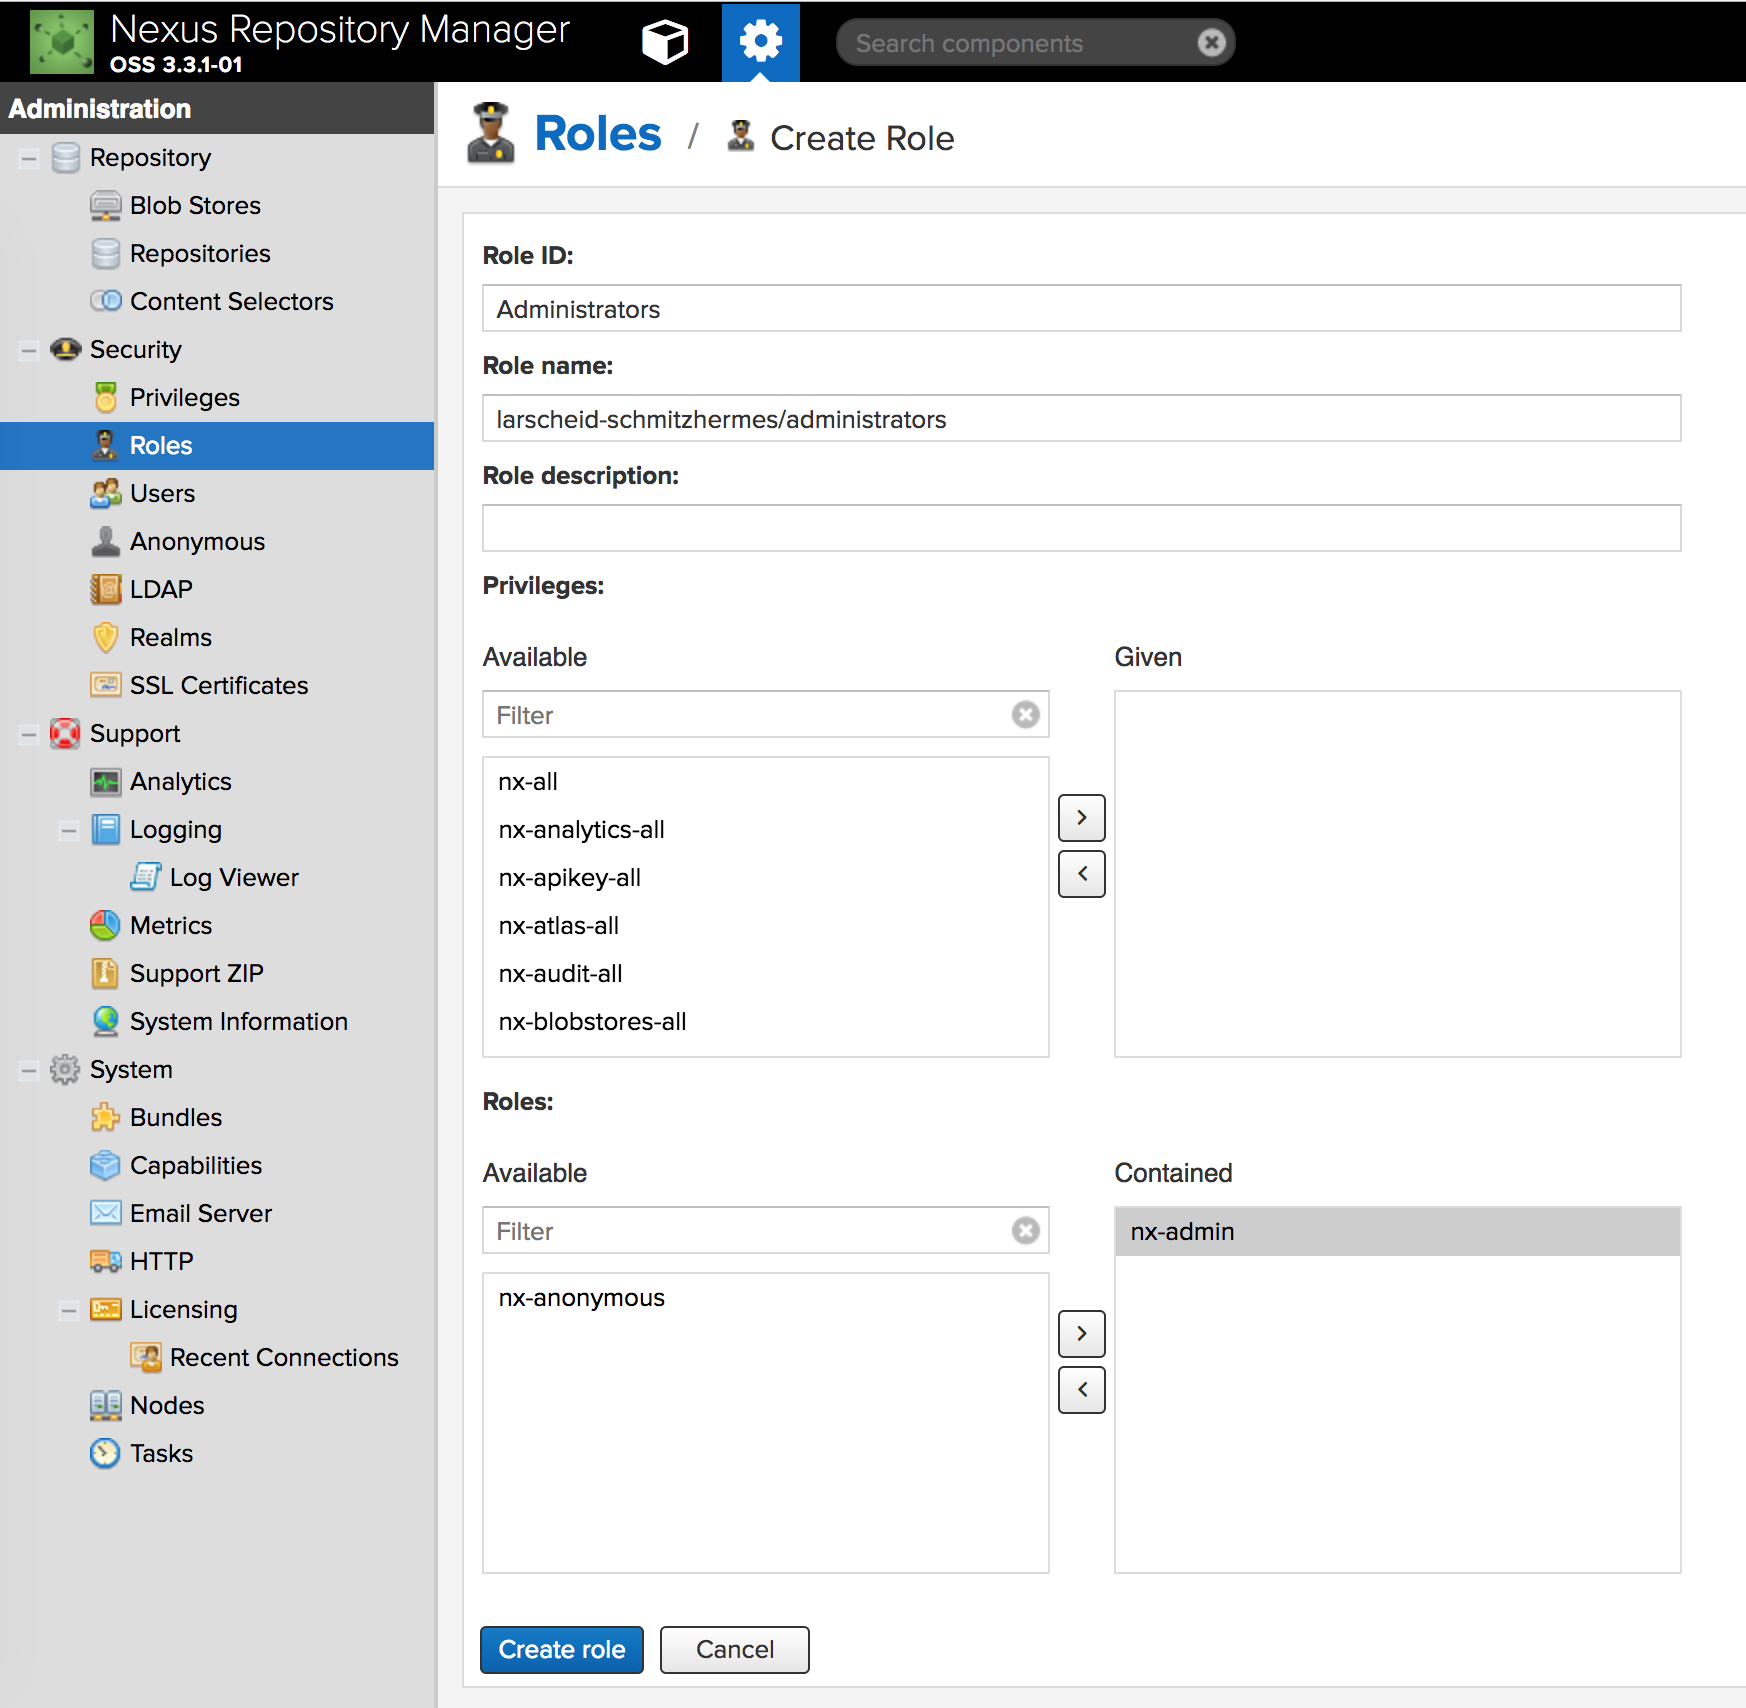 Nexus Repository Manager
OSS 3.3.1-01
Search components
Administration
Repository
Blob Stores
Repositories
Content Selectors
Security
Privileges
Roles
Users
Anonymous
LDAP
Realms
SSL Certificates
Support
Analytics
Logging
Log Viewer
Metrics
Support ZIP
System Information
System
Bundles
Capabilities
Email Server
HTTP
Licensing
Recent Connections
Nodes
Tasks
Roles / Create Role
Role ID:
Administrators
Role name:
larscheid-schmitzhermes/administrators
Role description:
Privileges:
Available
Filter
nx-all
nx-analytics-all
nx-apikey-all
nx-atlas-all
nx-audit-all
nx-blobstores-all
>
<
Given
Roles:
Available
Filter
nx-anonymous
>
<
Contained
nx-admin
Create role
Cancel